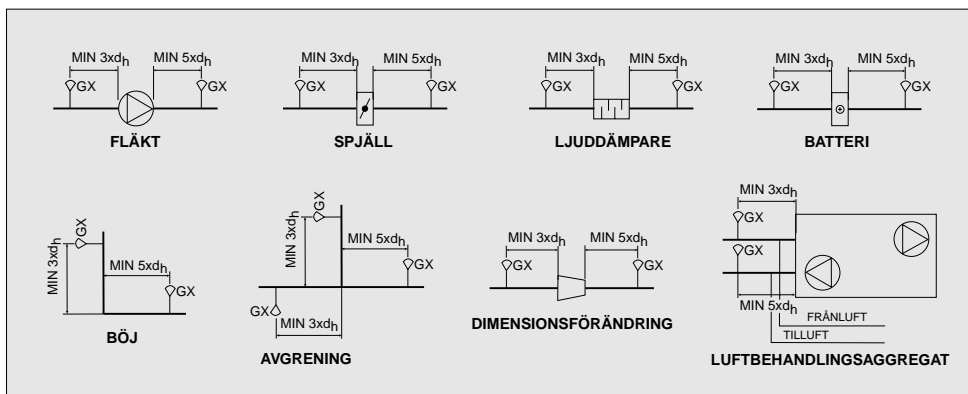 MIN 3xdh MIN 5xdh
GX GX
FLÄKT
MIN 3xdh MIN 5xdh
GX GX
SPJÄLL
MIN 3xdh MIN 5xdh
GX GX
LJUDDÄMPARE
MIN 3xdh MIN 5xdh
GX GX
BATTERI
GX
MIN 3xdh
MIN 5xdh
GX
BÖJ
GX
MIN 3xdh
MIN 5xdh
GX
GX
MIN 3xdh
AVGRENING
MIN 3xdh MIN 5xdh
GX GX
DIMENSIONSFÖRÄNDRING
MIN 3xdh
GX
GX
MIN 5xdh
FRÅNLUFT
TILLUFT
LUFTBEHANDLINGSAGGREGAT